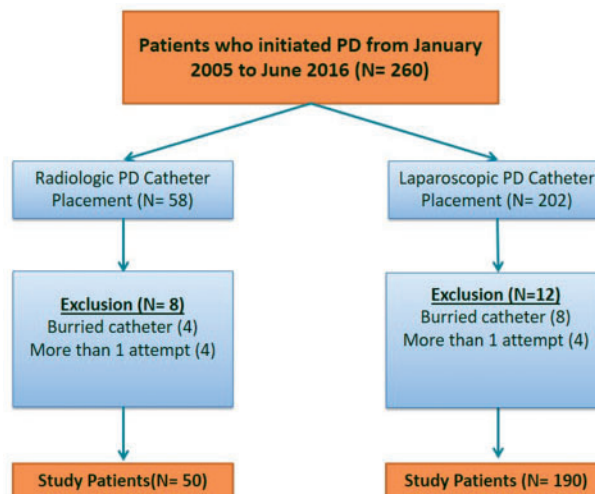 Patients who initiated PD from January
2005 to June 2016 (N= 260)
Radiologic PD Catheter
Placement (N= 58)
Laparoscopic PD Catheter
Placement (N= 202)
Exclusion (N= 8)
Burried catheter (4)
More than 1 attempt (4)
Exclusion (N=12)
Burried catheter (8)
More than 1 attempt (4)
Study Patients(N= 50)
Study Patients (N= 190)